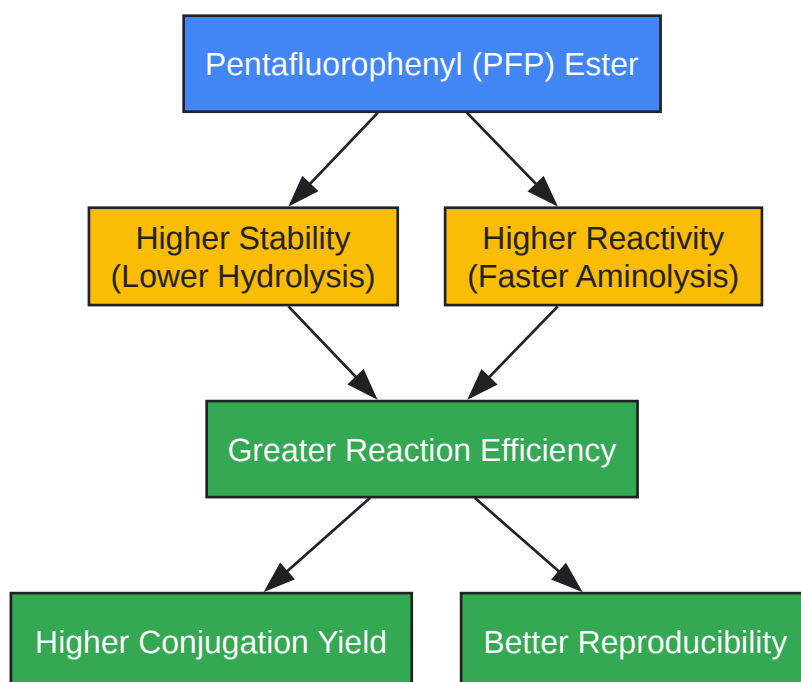 Pentafluorophenyl (PFP) Ester
Higher Stability
(Lower Hydrolysis)
Higher Reactivity
(Faster Aminolysis)
Greater Reaction Efficiency
Higher Conjugation Yield
Better Reproducibility